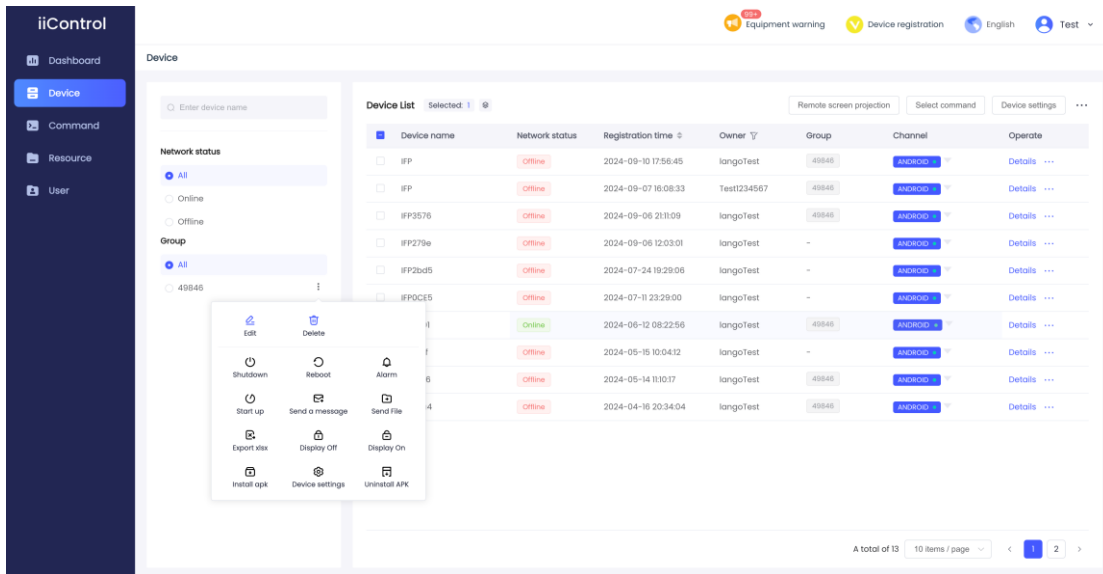 iiControl
99+
Equipment warning
Device registration
English
Test
Dashboard
Device
Command
Resource
User
Device
Enter device name
Network status
All
Online
Offline
Group
All
49846
Edit
Delete
Shutdown
Reboot
Alarm
Start up
Send a message
Send File
Export xlsx
Display Off
Display On
Install apk
Device settings
Uninstall APK
Device List Selected: 1
Remote screen projection
Select command
Device settings
Device name Network status Registration time Owner Group Channel Operate
IFP Offline 2024-09-10 17:56:45 langoTest 49846 ANDROID Details
IFP Offline 2024-09-07 16:08:33 Test1234567 49846 ANDROID Details
IFP3576 Offline 2024-09-06 21:11:09 langoTest 49846 ANDROID Details
IFP279e Offline 2024-09-06 12:03:01 langoTest - ANDROID Details
IFP2bd5 Offline 2024-07-24 19:29:06 langoTest - ANDROID Details
IFP0CE5 Offline 2024-07-11 23:29:00 langoTest - ANDROID Details
Online 2024-06-12 08:22:56 langoTest 49846 ANDROID Details
Offline 2024-05-15 10:04:12 langoTest - ANDROID Details
6 Offline 2024-05-14 11:10:17 langoTest 49846 ANDROID Details
4 Offline 2024-04-16 20:34:04 langoTest 49846 ANDROID Details
A total of 13 10 items / page < 1 2 >